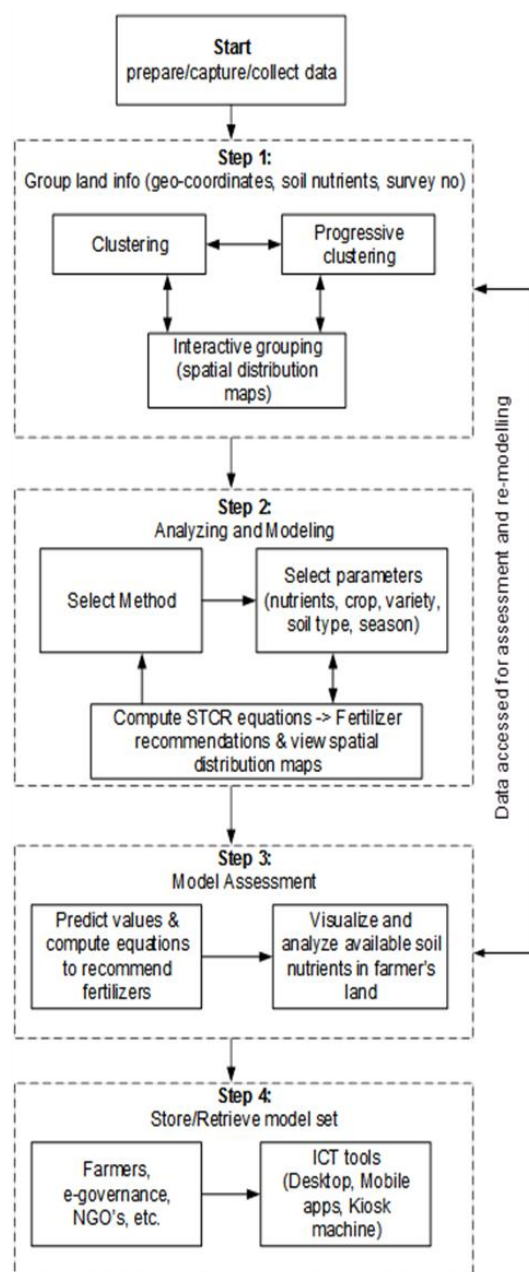 Start
prepare/capture/collect data
Step 1:
Group land info (geo-coordinates, soil nutrients, survey no)
Clustering
Progressive
clustering
Interactive grouping
(spatial distribution
maps)
Step 2:
Analyzing and Modeling
Select Method
Select parameters
(nutrients, crop, variety,
soil type, season)
Compute STCR equations -> Fertilizer
recommendations & view spatial
distribution maps
Step 3:
Model Assessment
Predict values &
compute equations
to recommend
fertilizers
Visualize and
analyze available soil
nutrients in farmer's
land
Step 4:
Store/Retrieve model set
Farmers,
e-governance,
NGO's, etc.
ICT tools
(Desktop, Mobile
apps, Kiosk
machine)
Data accessed for assessment and re-modelling